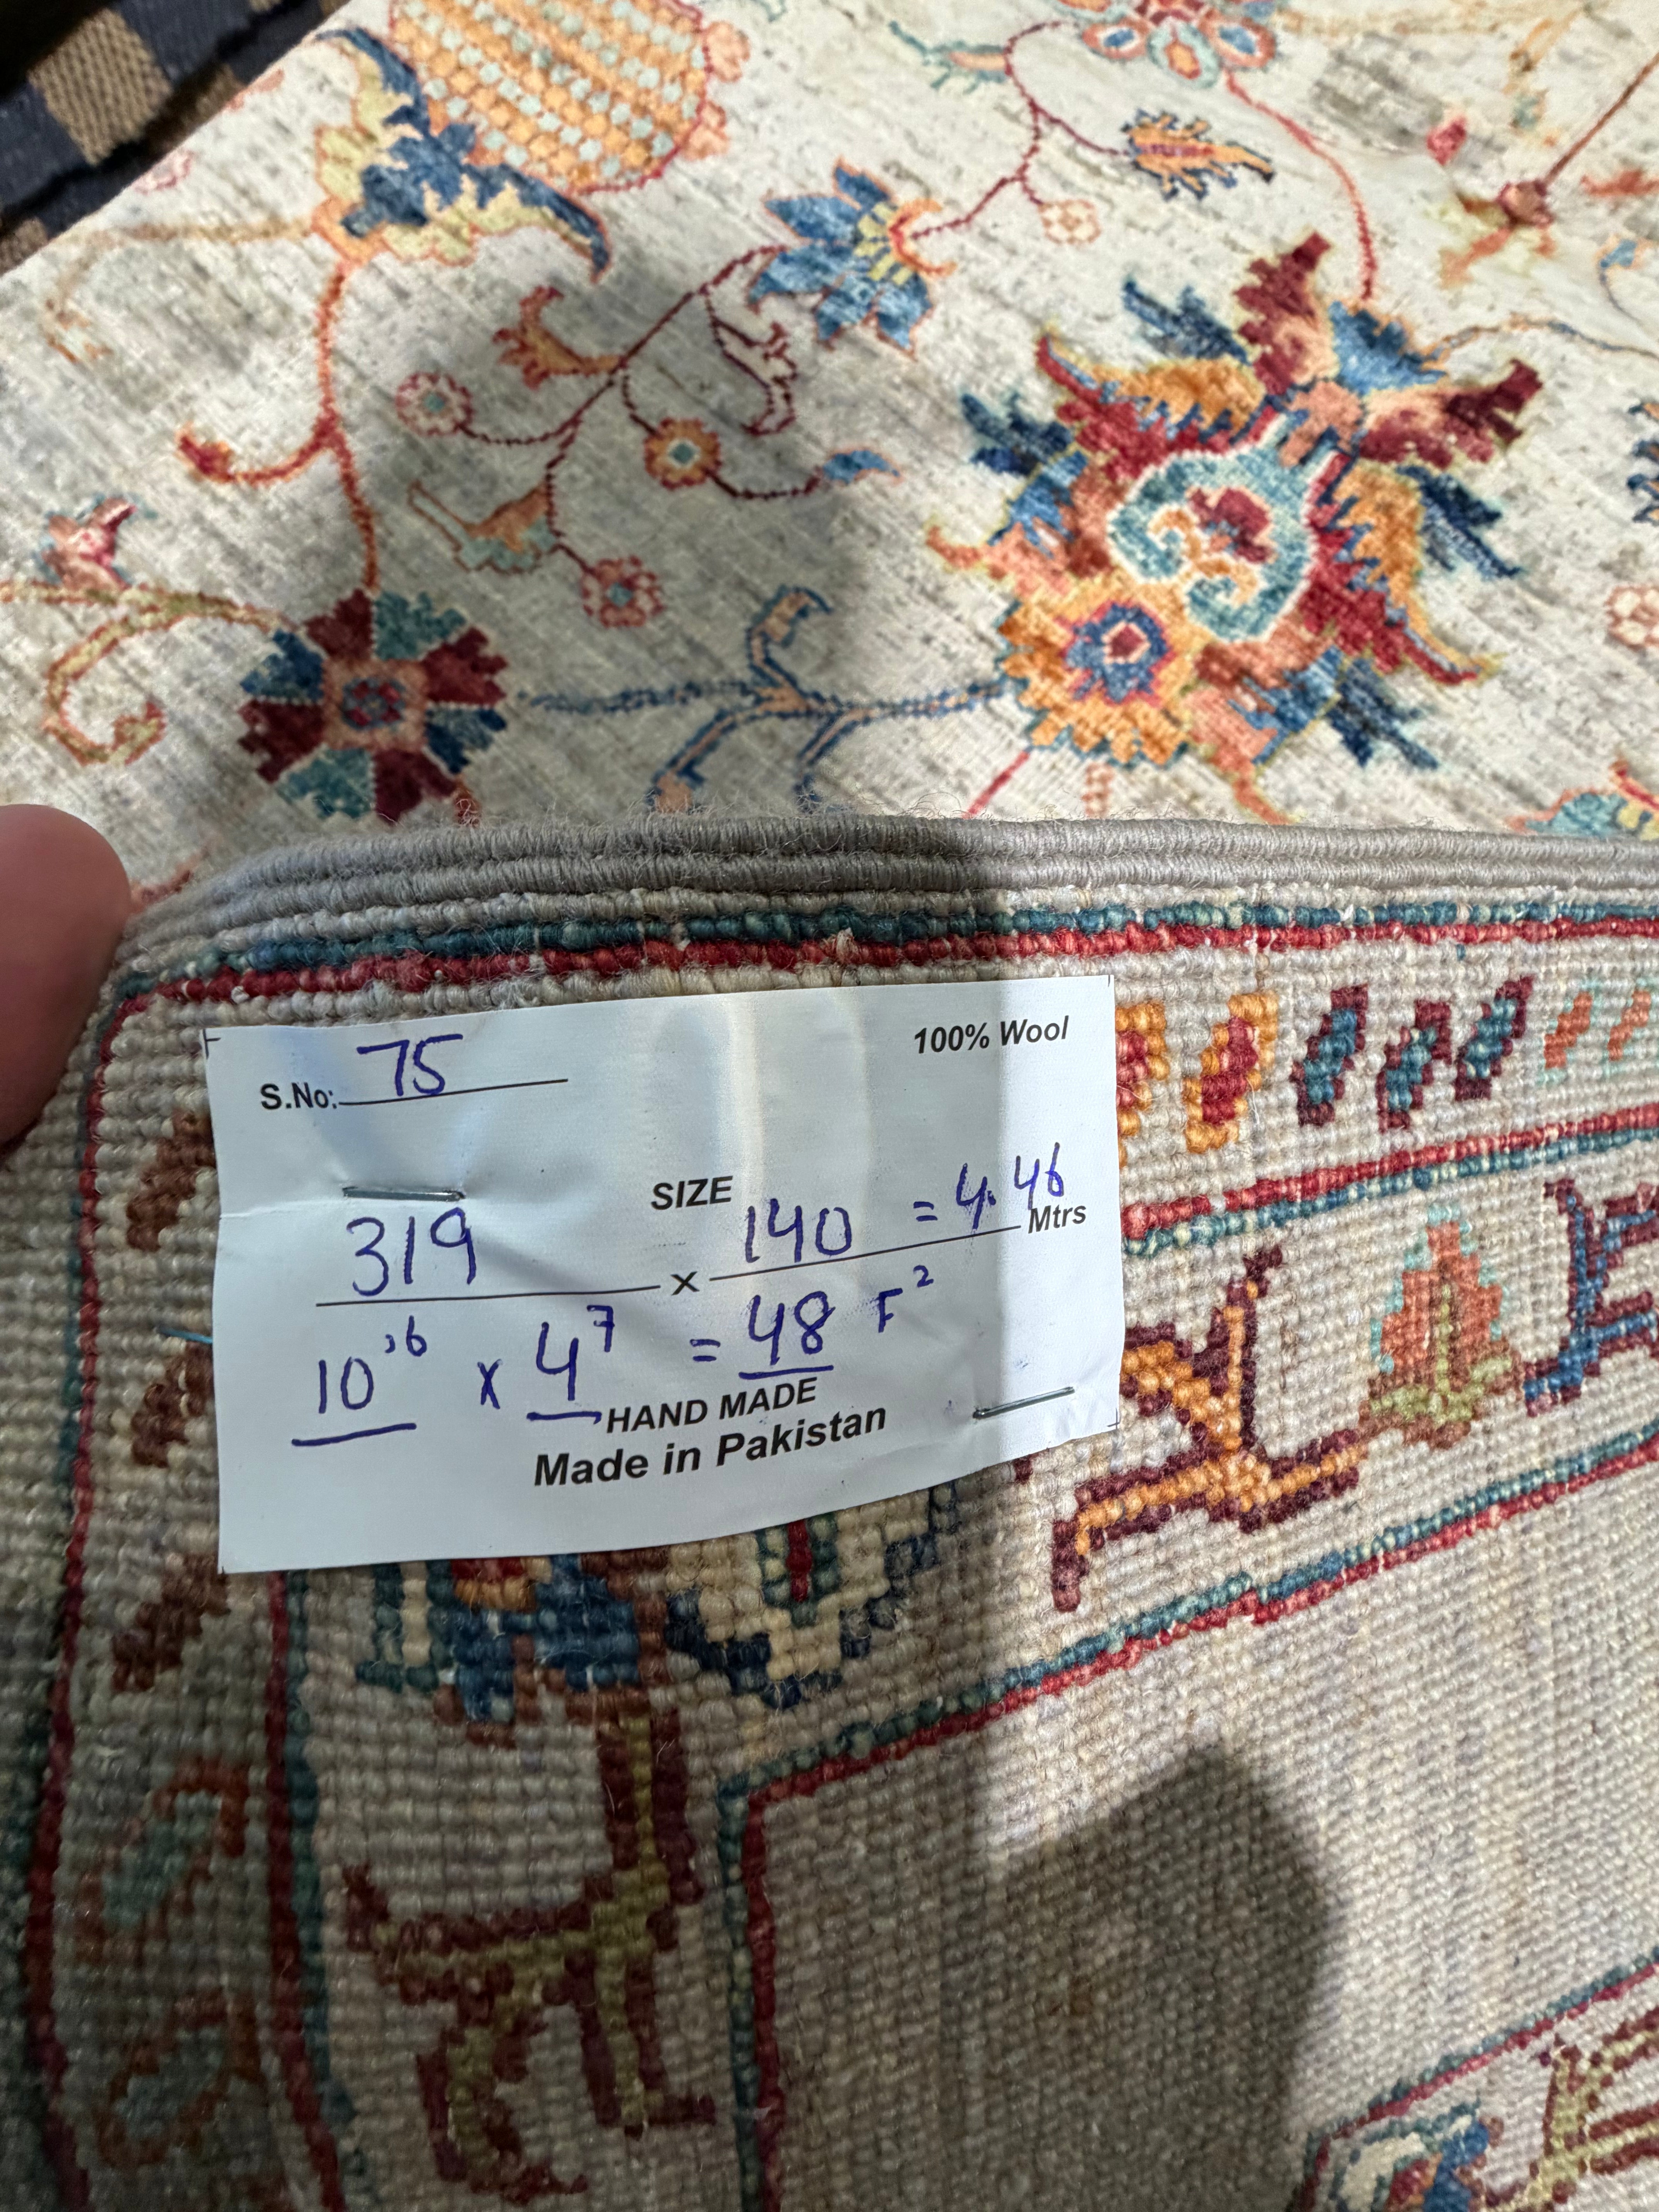 S.No: 75 100% Wool
SIZE
319 x 140 = 4.46 Mtrs
10'6 x 4 7 = 48 F²
HAND MADE
Made in Pakistan